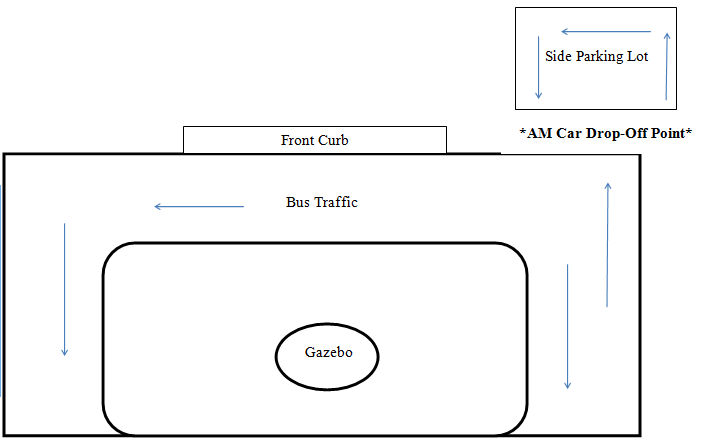 Side Parking Lot
*AM Car Drop-Off Point*
Front Curb
Bus Traffic
Gazebo